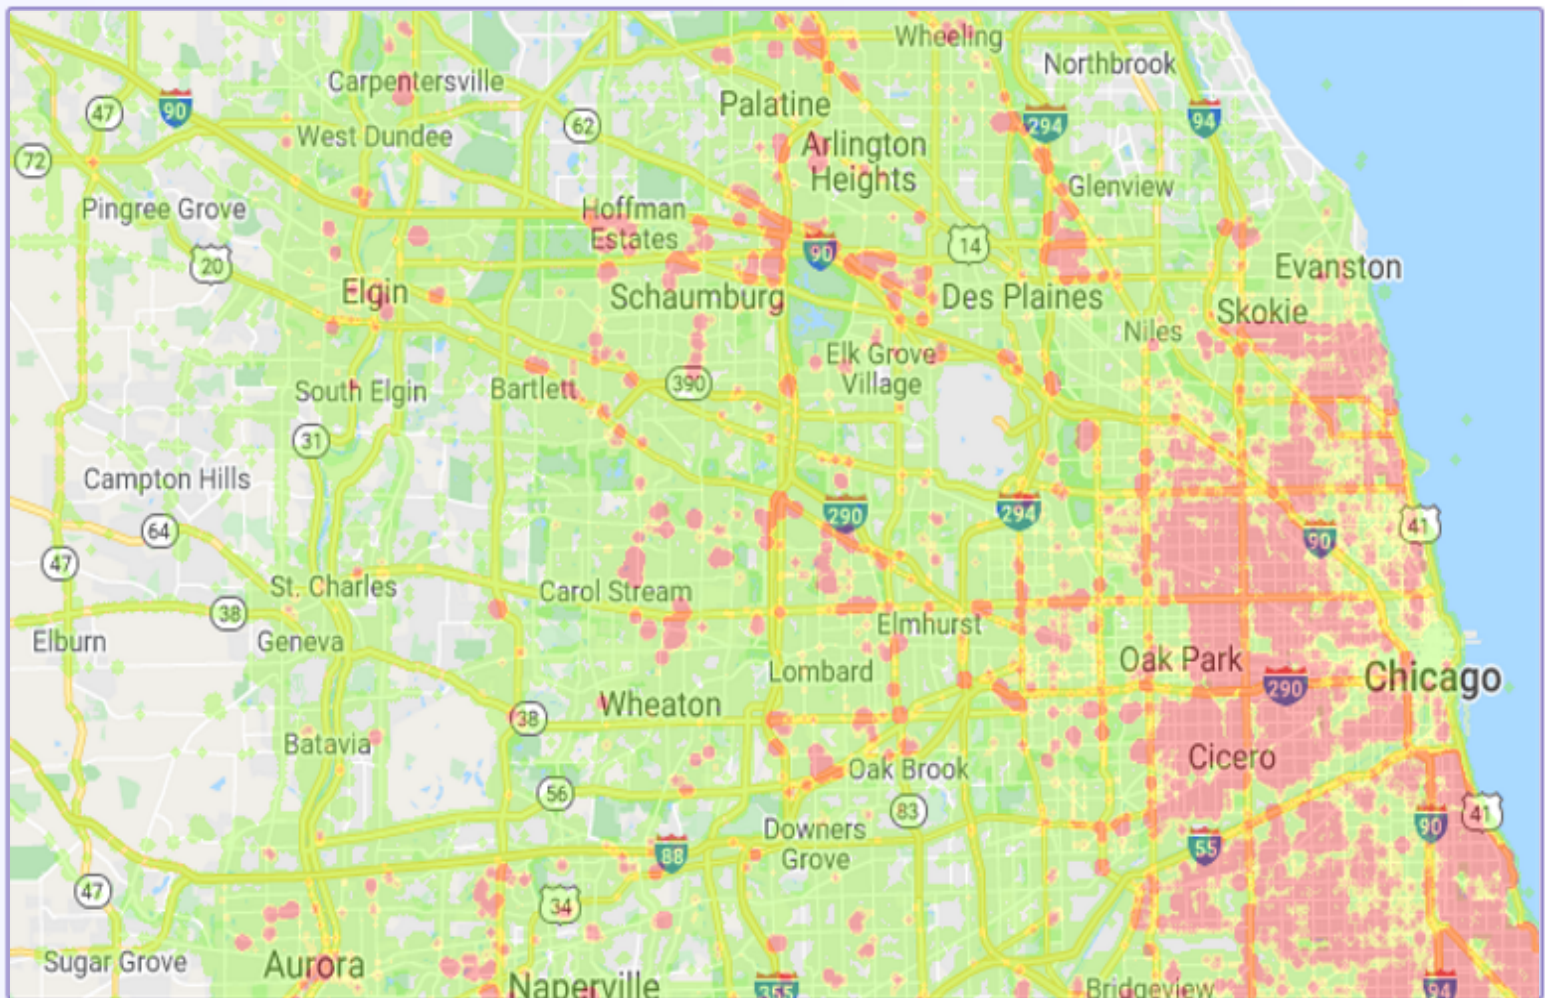 Wheeling
Northbrook
Carpentersville
90
47
Palatine
62
294
94
West Dundee
72
Arlington
Heights
Glenview
Pingree Grove
Hoffman
Estates
90
14
20
Evanston
Elgin
Schaumburg
Des Plaines
Skokie
Niles
Elk Grove
Village
South Elgin
Bartlett
390
31
Campton Hills
64
290
294
90
41
47
St. Charles
Carol Stream
38
Elburn
Geneva
Elmhurst
Lombard
Oak Park
290
Chicago
Wheaton
38
Batavia
Cicero
Oak Brook
56
83
Downers
Grove
88
55
90
41
47
34
Sugar Grove
Aurora
Naperville
355
Bridgeview
94